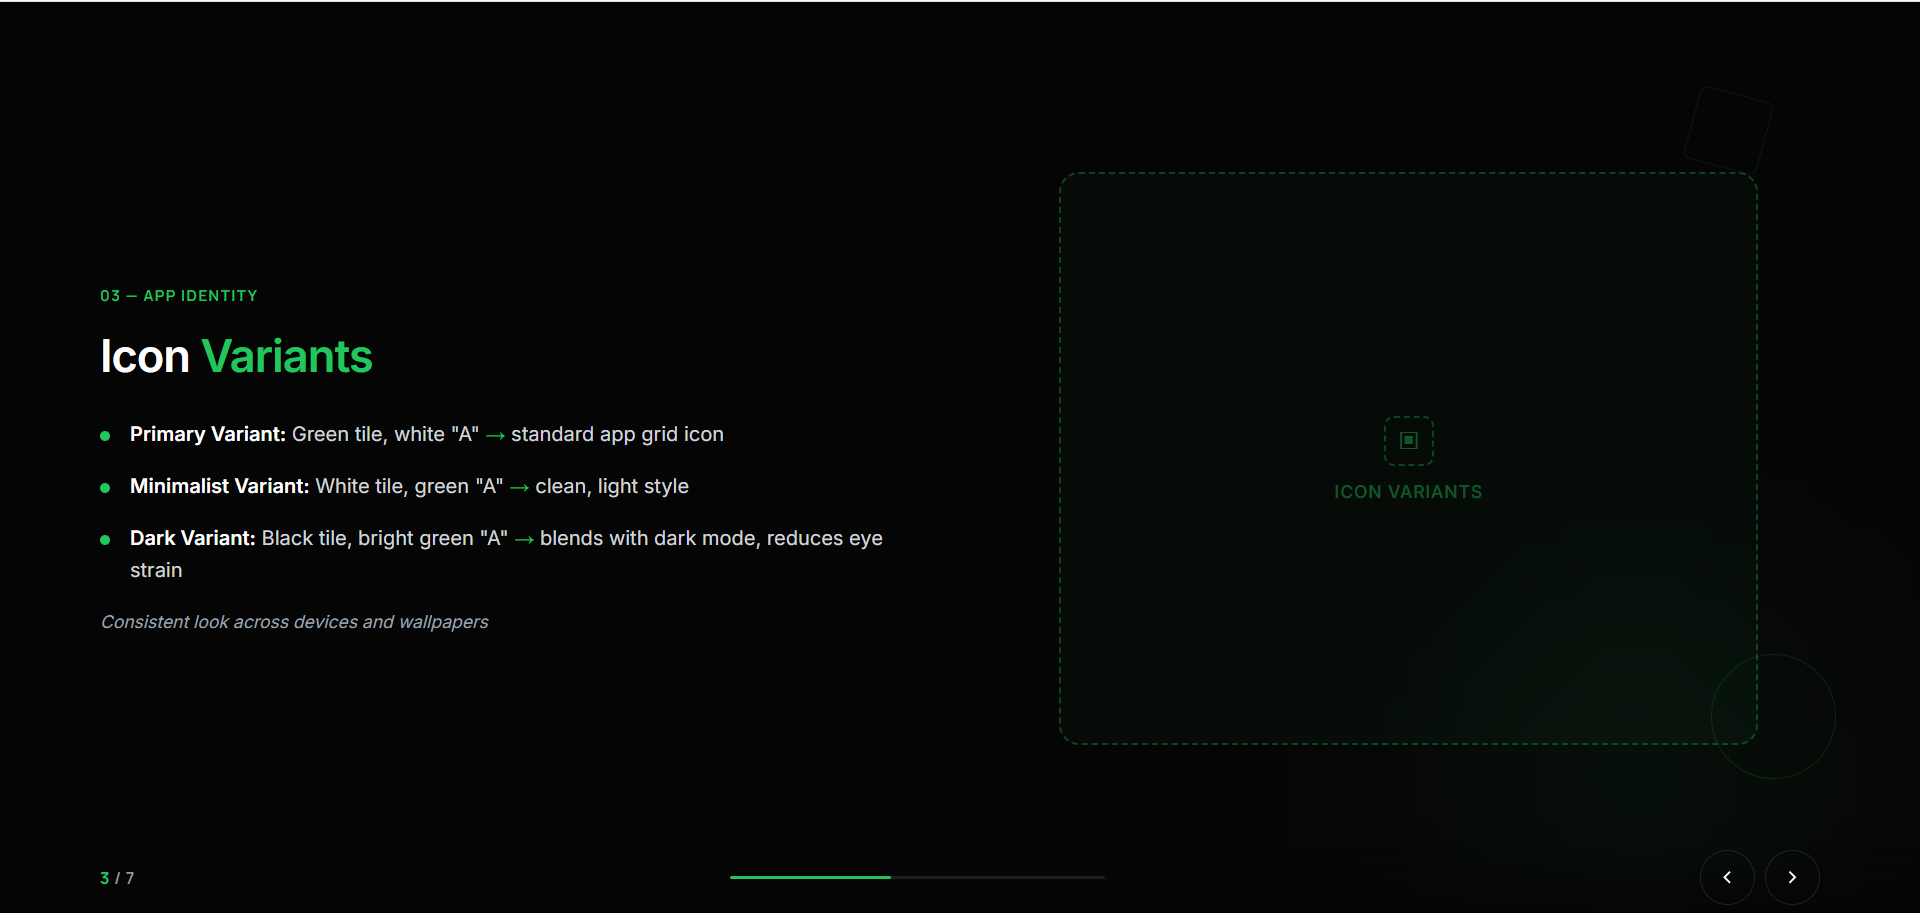 03 — APP IDENTITY
Icon Variants
Primary Variant: Green tile, white "A" → standard app grid icon
Minimalist Variant: White tile, green "A" → clean, light style
Dark Variant: Black tile, bright green "A" → blends with dark mode, reduces eye
strain
Consistent look across devices and wallpapers
ICON VARIANTS
3 / 7